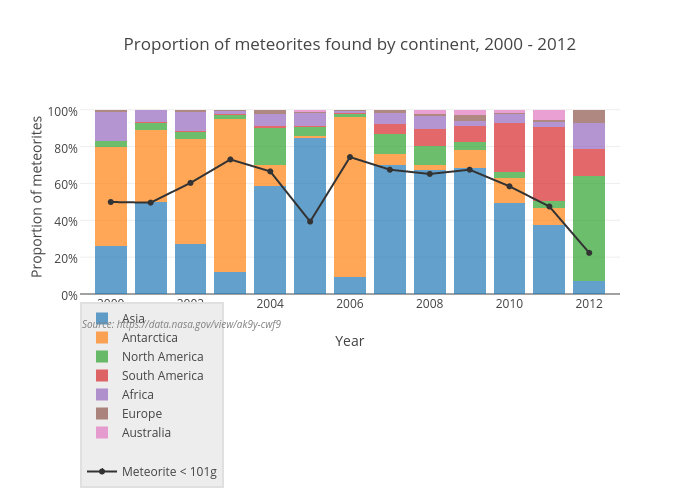 Proportion of meteorites found by continent, 2000 - 2012
Proportion of meteorites
100%
80%
60%
40%
20%
0%
2000 2002 2004 2006 2008 2010 2012
Year
Source: https://data.nasa.gov/view/ak9y-cwf9
Asia
Antarctica
North America
South America
Africa
Europe
Australia
Meteorite < 101g